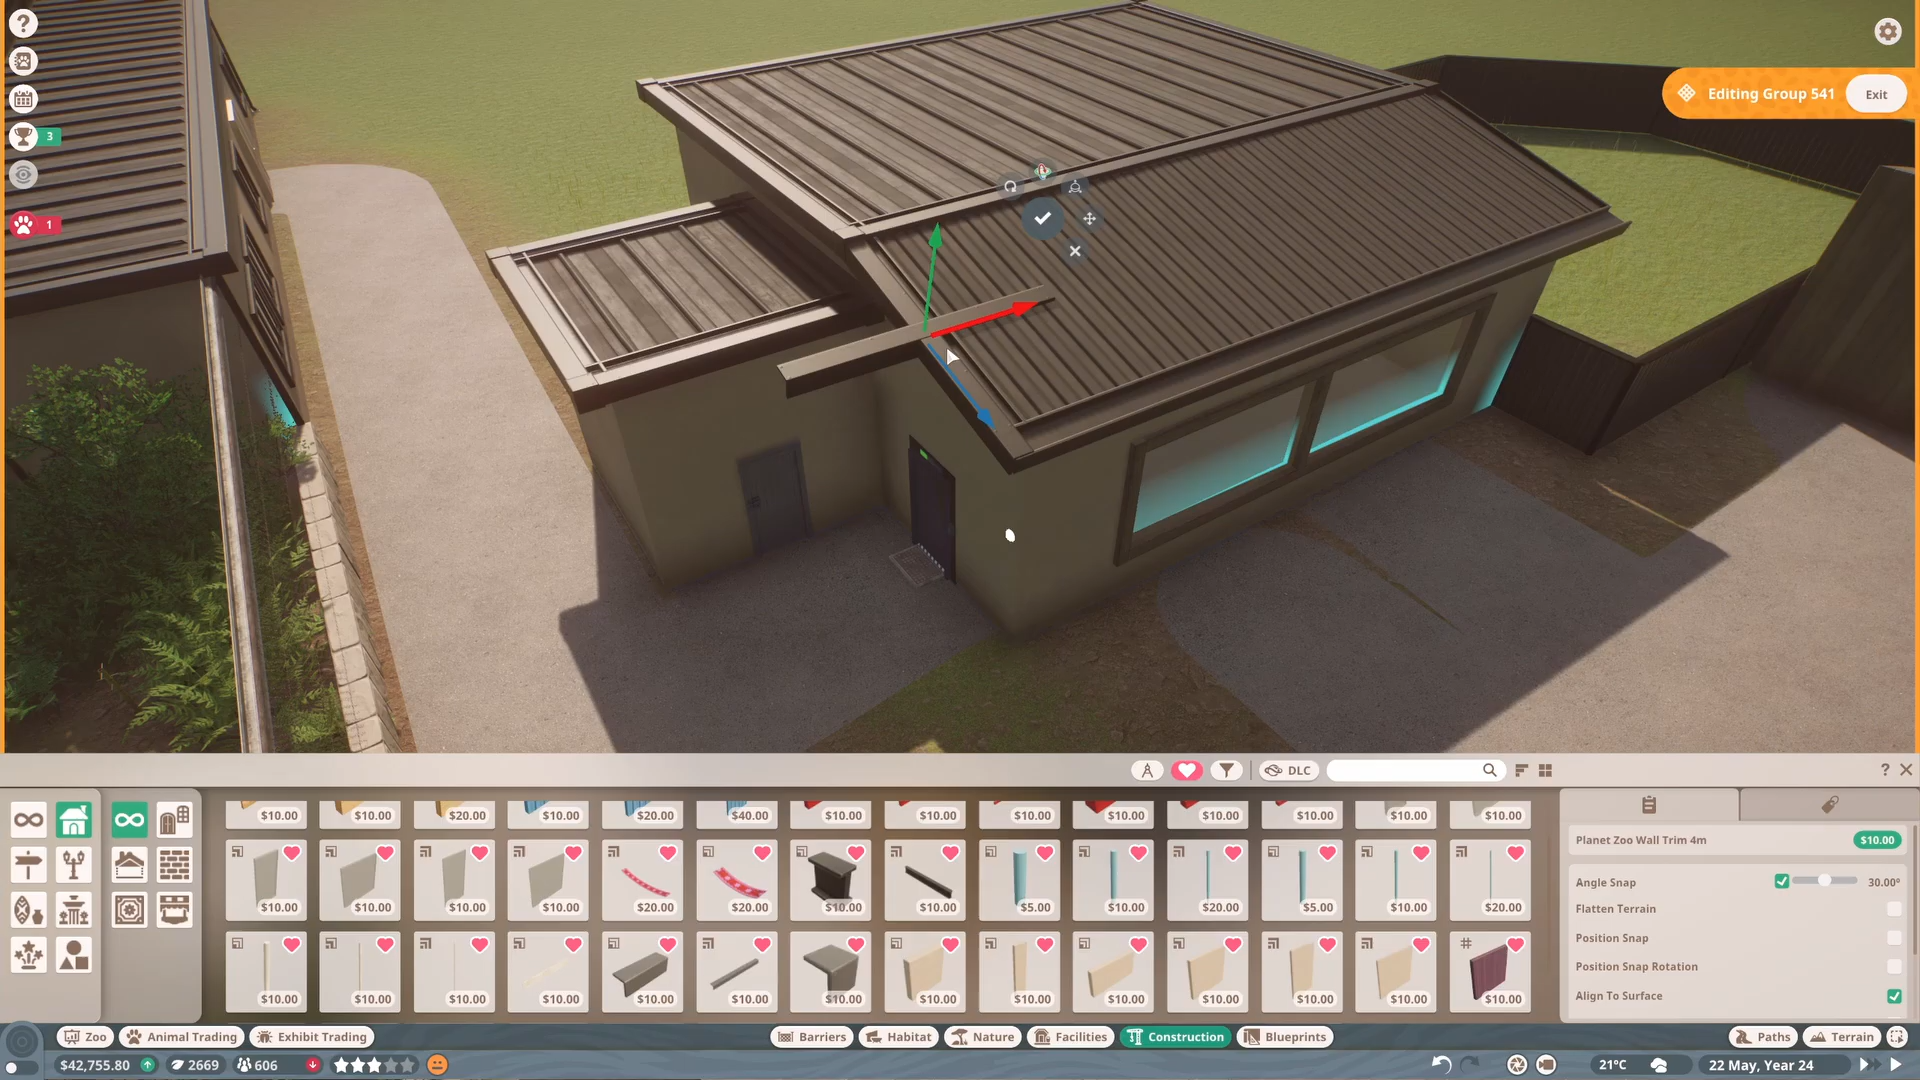 ?
3
1
Editing Group 541
Exit
DLC
?
$10.00 $10.00 $20.00 $10.00 $20.00 $40.00 $10.00 $10.00 $10.00 $10.00 $10.00 $10.00 $10.00 $10.00
$10.00 $10.00 $10.00 $10.00 $20.00 $20.00 $10.00 $10.00 $5.00 $10.00 $20.00 $5.00 $10.00 $20.00
$10.00 $10.00 $10.00 $10.00 $10.00 $10.00 $10.00 $10.00 $10.00 $10.00 $10.00 $10.00 $10.00 $10.00
Planet Zoo Wall Trim 4m $10.00
Angle Snap 30.00°
Flatten Terrain
Position Snap
Position Snap Rotation
Align To Surface
Zoo Animal Trading Exhibit Trading Barriers Habitat Nature Facilities Construction Blueprints Paths Terrain
$42,755.80 2669 606 21°C 22 May, Year 24